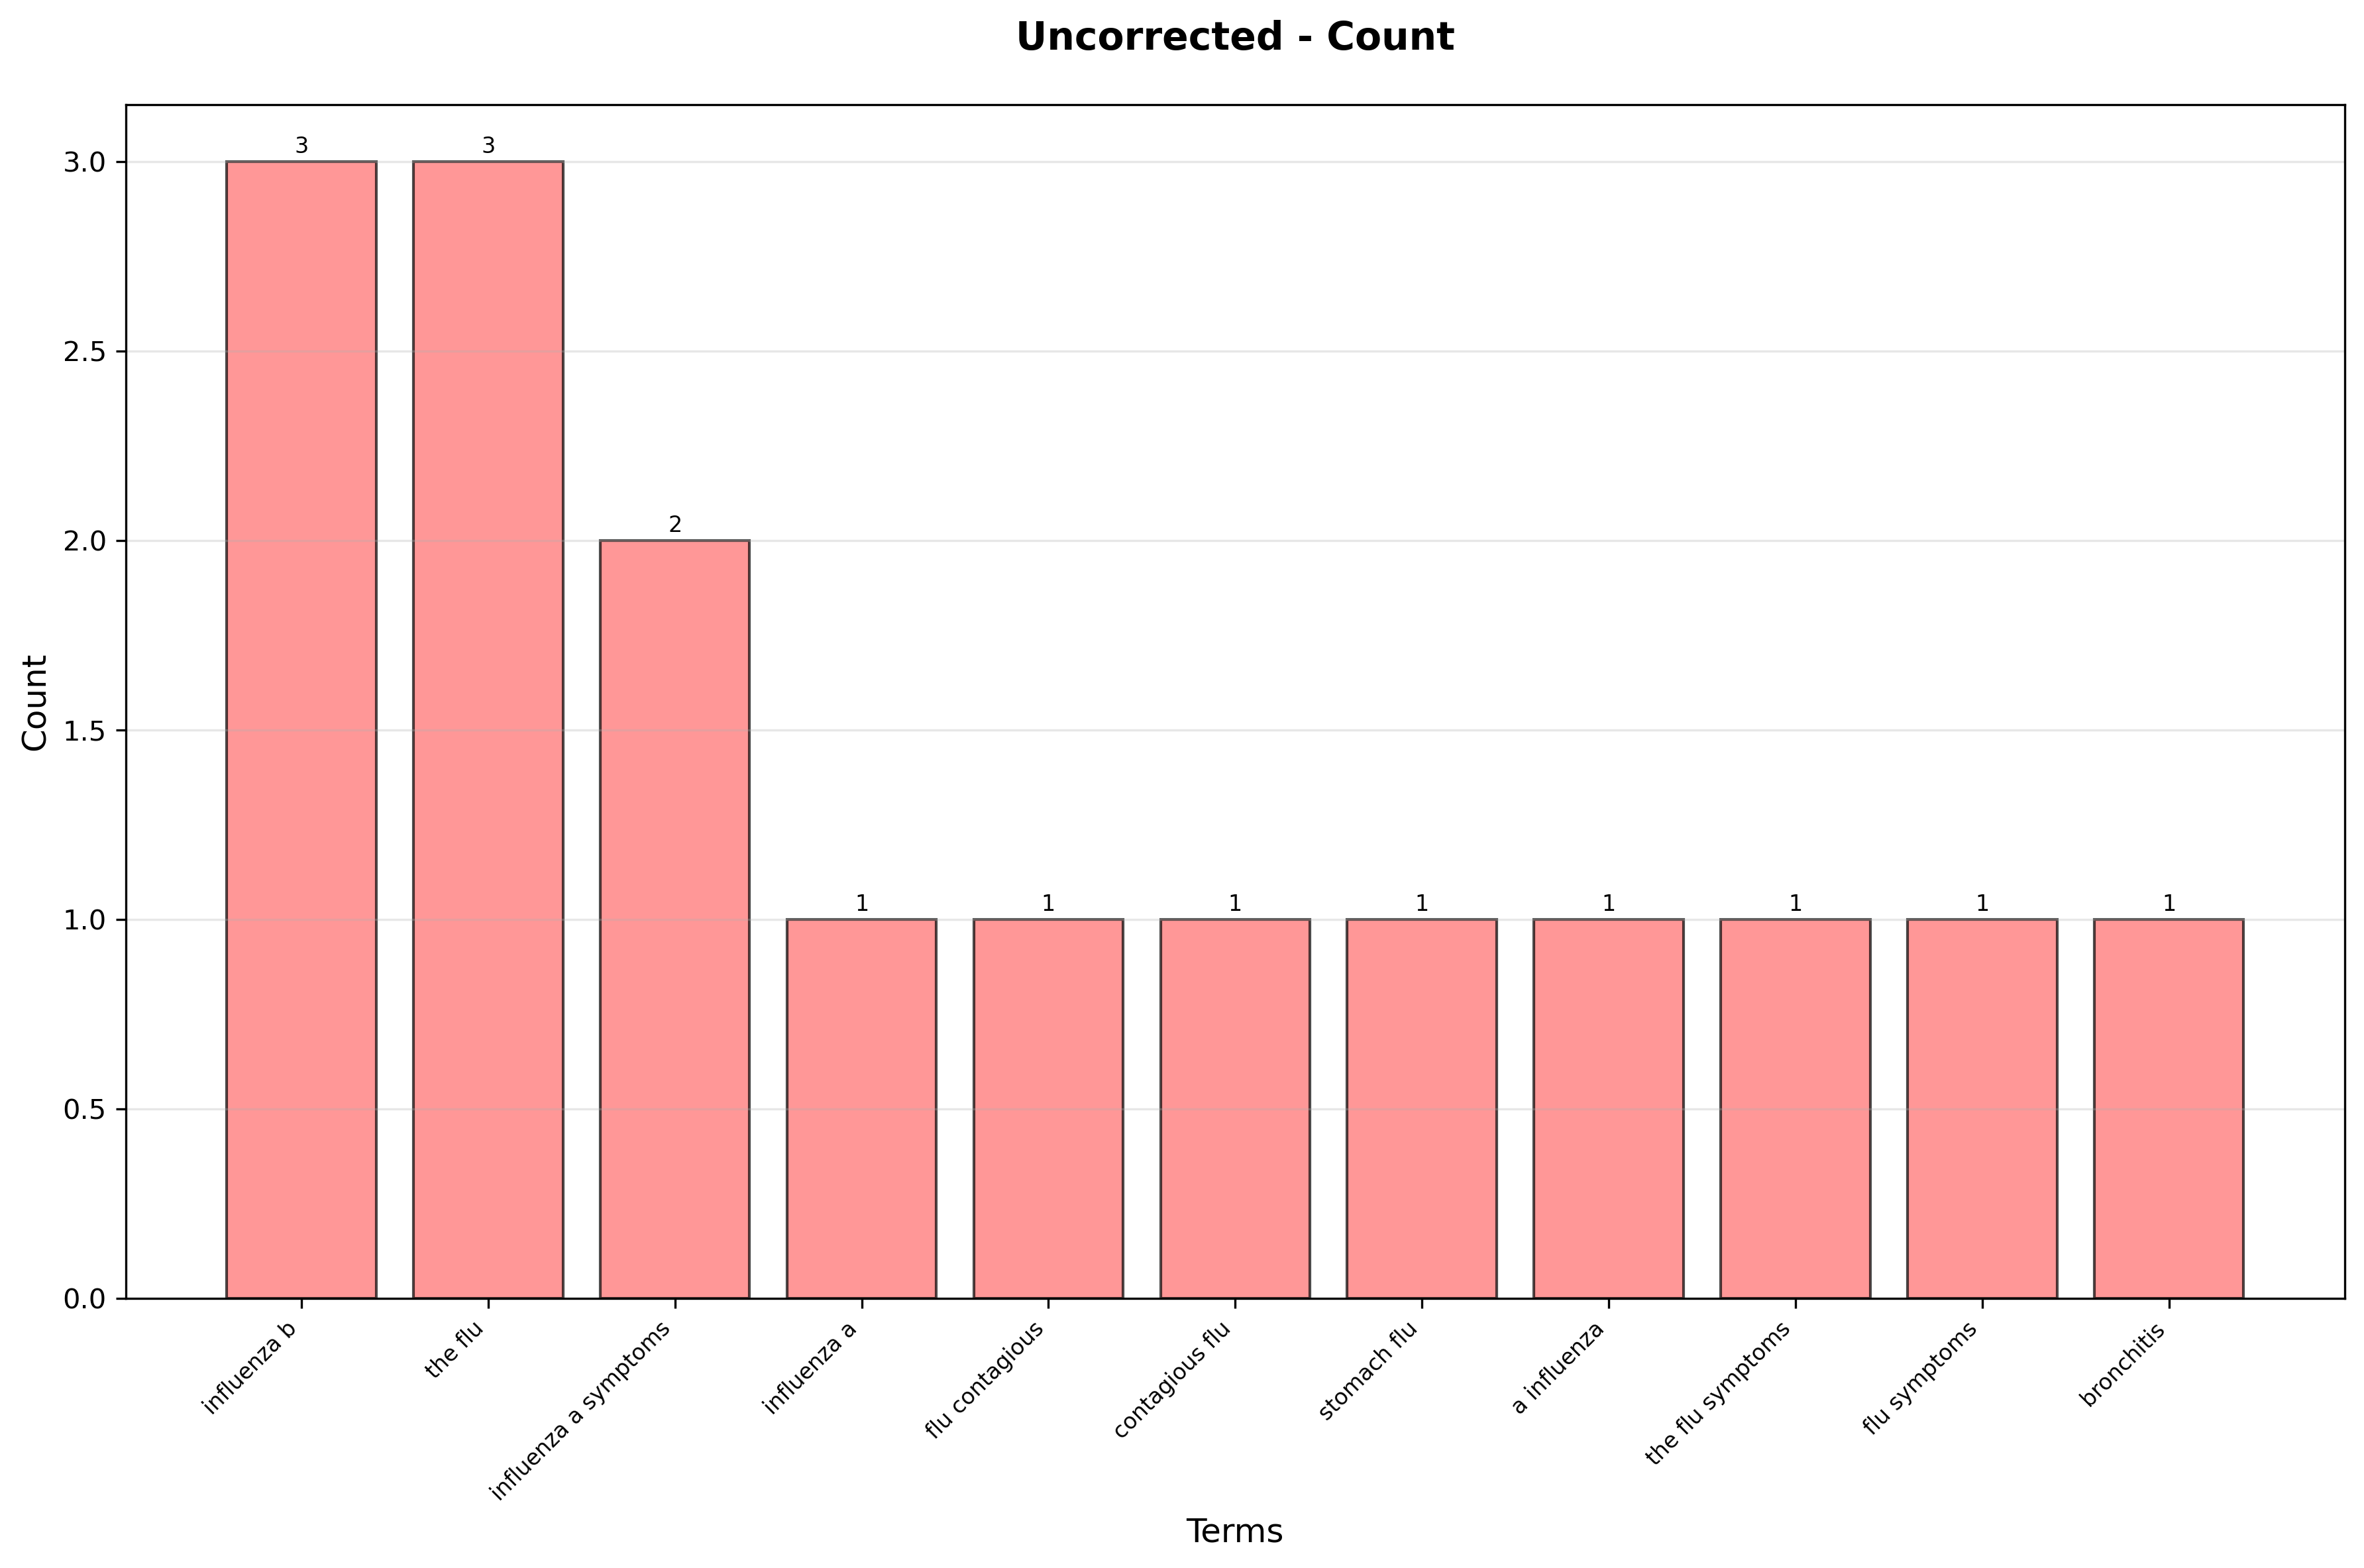 Uncorrected - Count
3
3
3.0
2.5
2
2.0
Count
1.5
1
1
1
1
1
1
1
1
1.0
0.5
0.0
influenza b
the flu
influenza a symptoms
influenza a
flu contagious
contagious flu
stomach flu
a influenza
the flu symptoms
flu symptoms
bronchitis
Terms